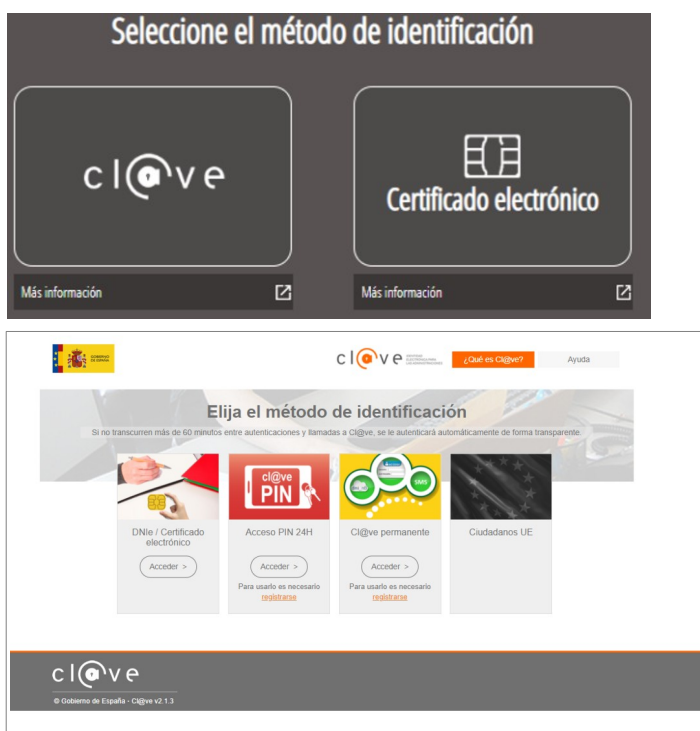 Seleccione el método de identificación
cl@ve
Certificado electrónico
Más información
Más información
GOBIERNO
DE ESPAÑA
cl@ve
¿Qué es Cl@ve?
Ayuda
Elija el método de identificación
Si no transcurren más de 60 minutos entre autenticaciones y llamadas a Cl@ve, se le autenticará automáticamente de forma transparente.
cl@ve
PIN
SMS
DNIe / Certificado
electrónico
Acceso PIN 24H
Cl@ve permanente
Ciudadanos UE
Acceder >
Acceder >
Acceder >
Para usarlo es necesario
registrarse
Para usarlo es necesario
registrarse
cl@ve
© Gobierno de España - Cl@ve v2.1.3